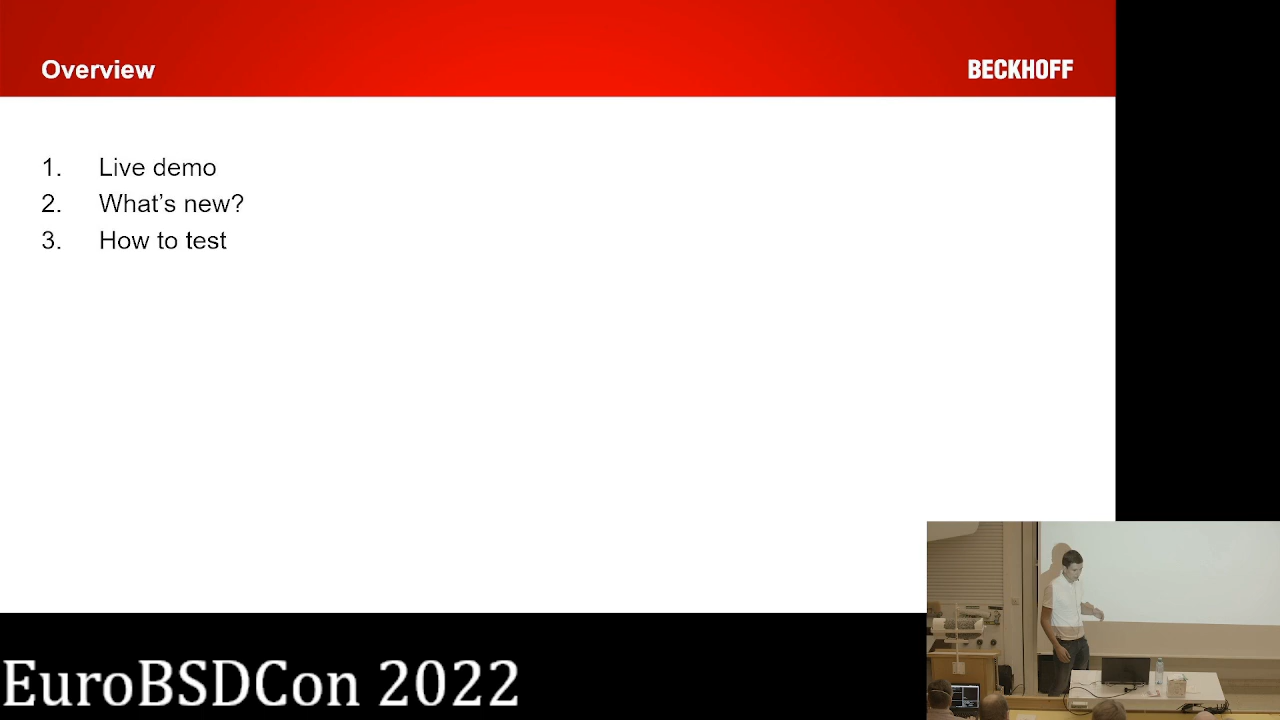 Overview
BECKHOFF
1. Live demo
2. What's new?
3. How to test
EuroBSDCon 2022